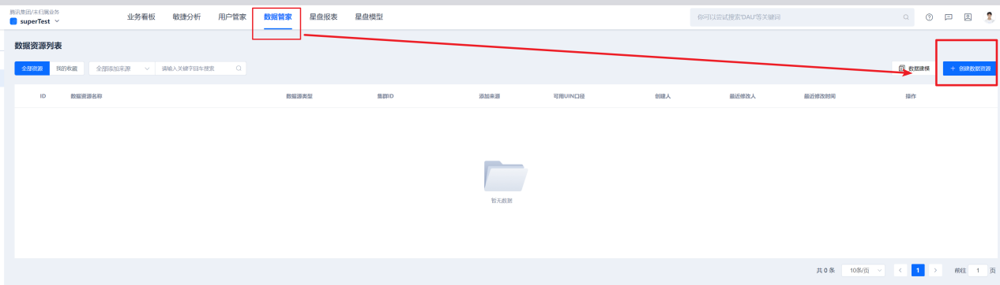 腾讯集团/未归属业务
superTest
业务看板 敏捷分析 用户管家 数据管家 星盘报表 星盘模型
你可以尝试搜索'DAU'等关键词
数据资源列表
全部资源 我的收藏 全部添加来源 请输入关键字回车搜索
数据建模 + 创建数据资源
ID 数据资源名称 数据源类型 集群ID 添加来源 可用UIN口径 创建人 最近修改人 最近修改时间 操作
暂无数据
共 0 条 10条/页 1 前往 1 页